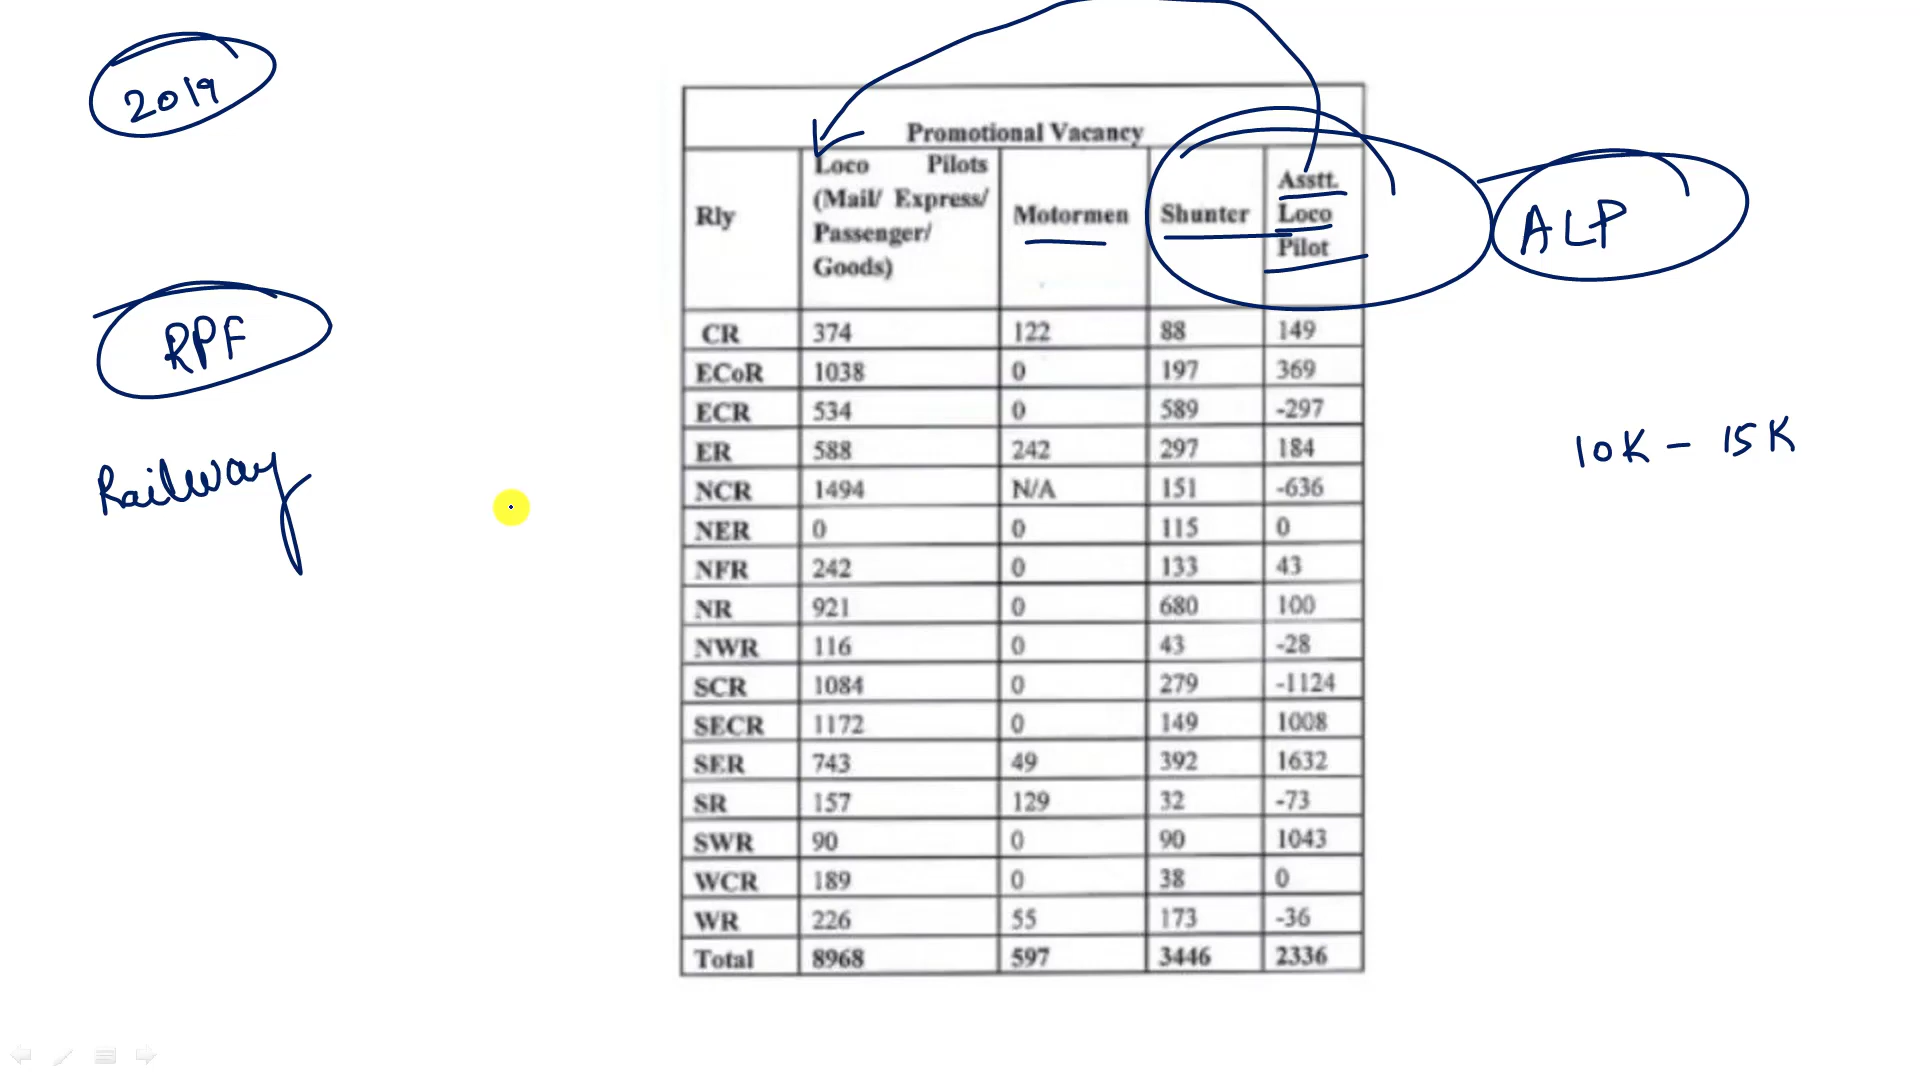 2019
RPF
Railway
Promotional Vacancy
Rly Loco Pilots (Mail/ Express/ Passenger/ Goods) Motormen Shunter Asstt. Loco Pilot
CR 374 122 88 149
ECoR 1038 0 197 369
ECR 534 0 589 -297
ER 588 242 297 184
NCR 1494 N/A 151 -636
NER 0 0 115 0
NFR 242 0 133 43
NR 921 0 680 100
NWR 116 0 43 -28
SCR 1084 0 279 -1124
SECR 1172 0 149 1008
SER 743 49 392 1632
SR 157 129 32 -73
SWR 90 0 90 1043
WCR 189 0 38 0
WR 226 55 173 -36
Total 8968 597 3446 2336
ALP
10K - 15K